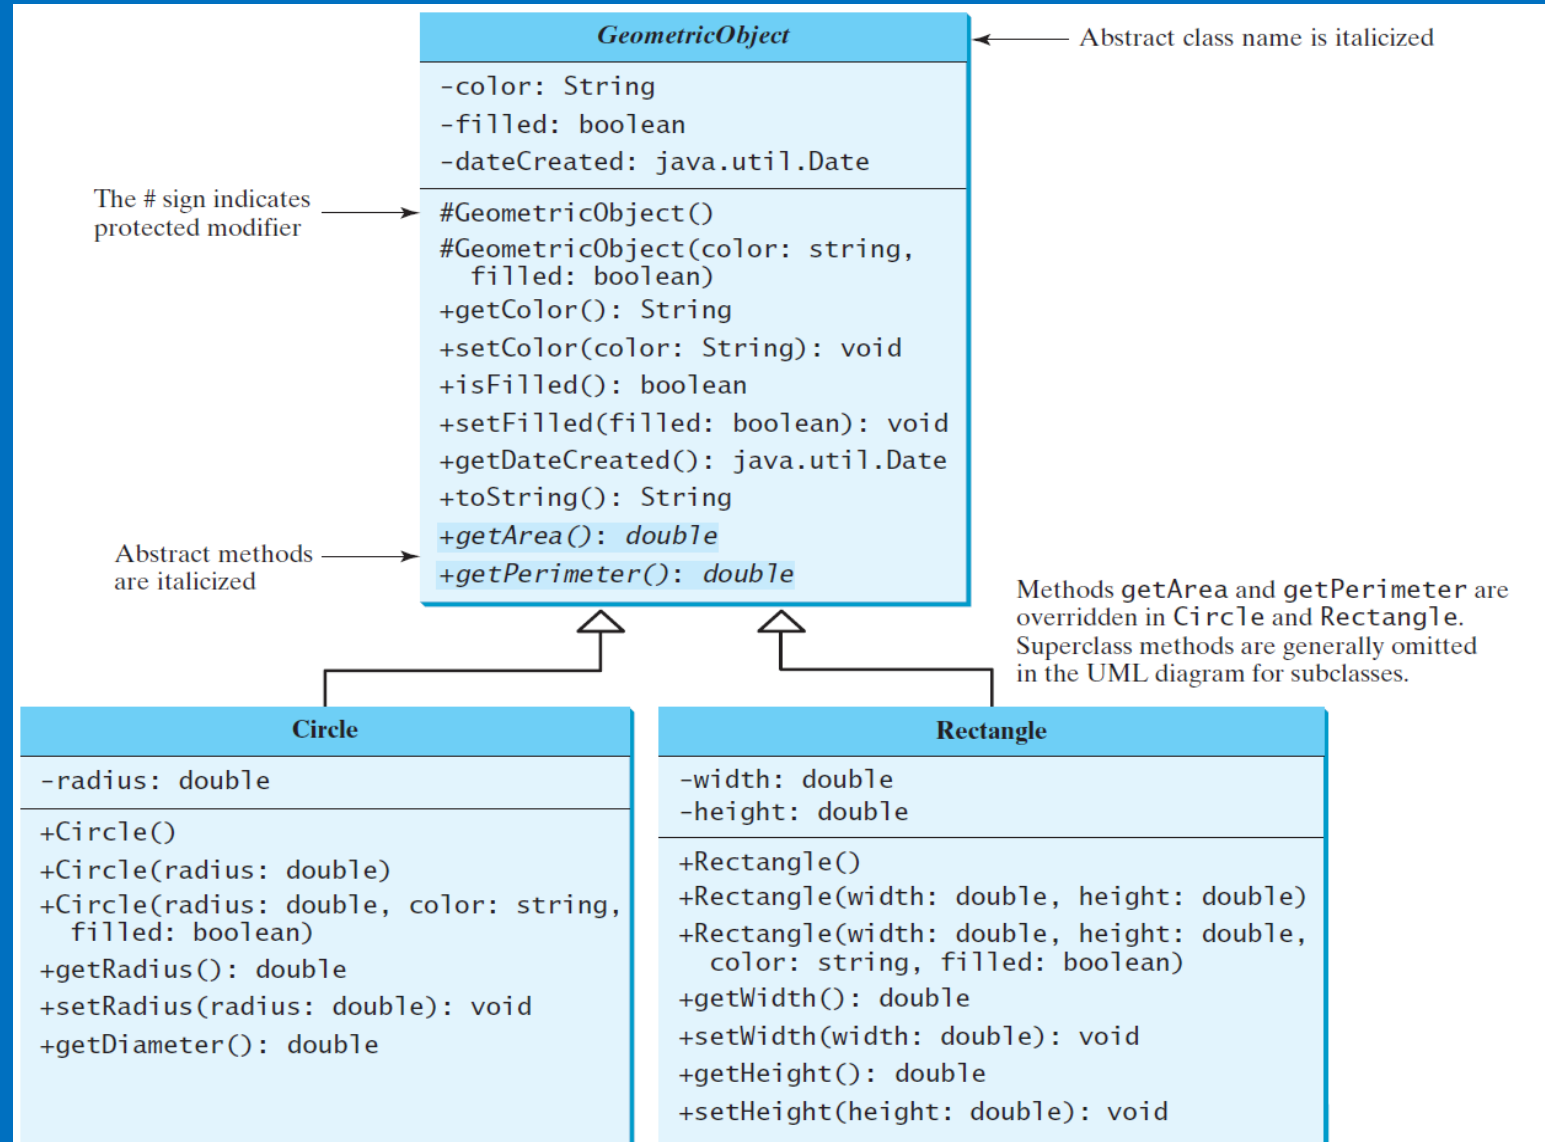 GeometricObject
Abstract class name is italicized
-color: String
-filled: boolean
-dateCreated: java.util.Date
The # sign indicates
protected modifier
#GeometricObject()
#GeometricObject(color: string,
filled: boolean)
+getColor(): String
+setColor(color: String): void
+isFilled(): boolean
+setFilled(filled: boolean): void
+getDateCreated(): java.util.Date
+toString(): String
+getArea(): double
+getPerimeter(): double
Abstract methods
are italicized
Methods getArea and getPerimeter are
overridden in Circle and Rectangle.
Superclass methods are generally omitted
in the UML diagram for subclasses.
Circle
-radius: double
+Circle()
+Circle(radius: double)
+Circle(radius: double, color: string,
filled: boolean)
+getRadius(): double
+setRadius(radius: double): void
+getDiameter(): double
Rectangle
-width: double
-height: double
+Rectangle()
+Rectangle(width: double, height: double)
+Rectangle(width: double, height: double,
color: string, filled: boolean)
+getWidth(): double
+setWidth(width: double): void
+getHeight(): double
+setHeight(height: double): void